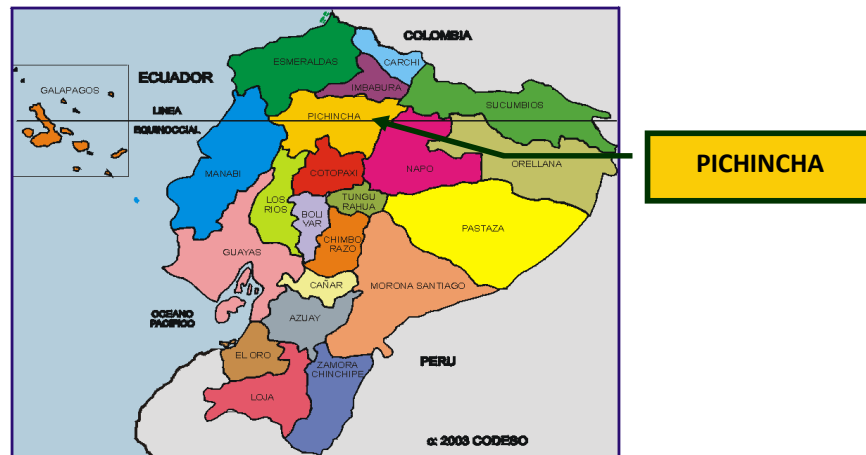 COLOMBIA
ESMERALDAS
CARCHI
ECUADOR
IMBABURA
GALAPAGOS
SUCUMBIOS
LINEA
PICHINCHA
EQUINOCCIAL
ORELLANA
PICHINCHA
MANABI
COTOPAXI
NAPO
LOS
RIOS
TUNGU
RAHUA
BOLI
VAR
PASTAZA
CHIMBO
RAZO
GUAYAS
CAÑAR
MORONA SANTIAGO
OCEANO
PACIFICO
AZUAY
EL ORO
PERU
ZAMORA
CHINCHIPE
LOJA
c: 2003 CODESO